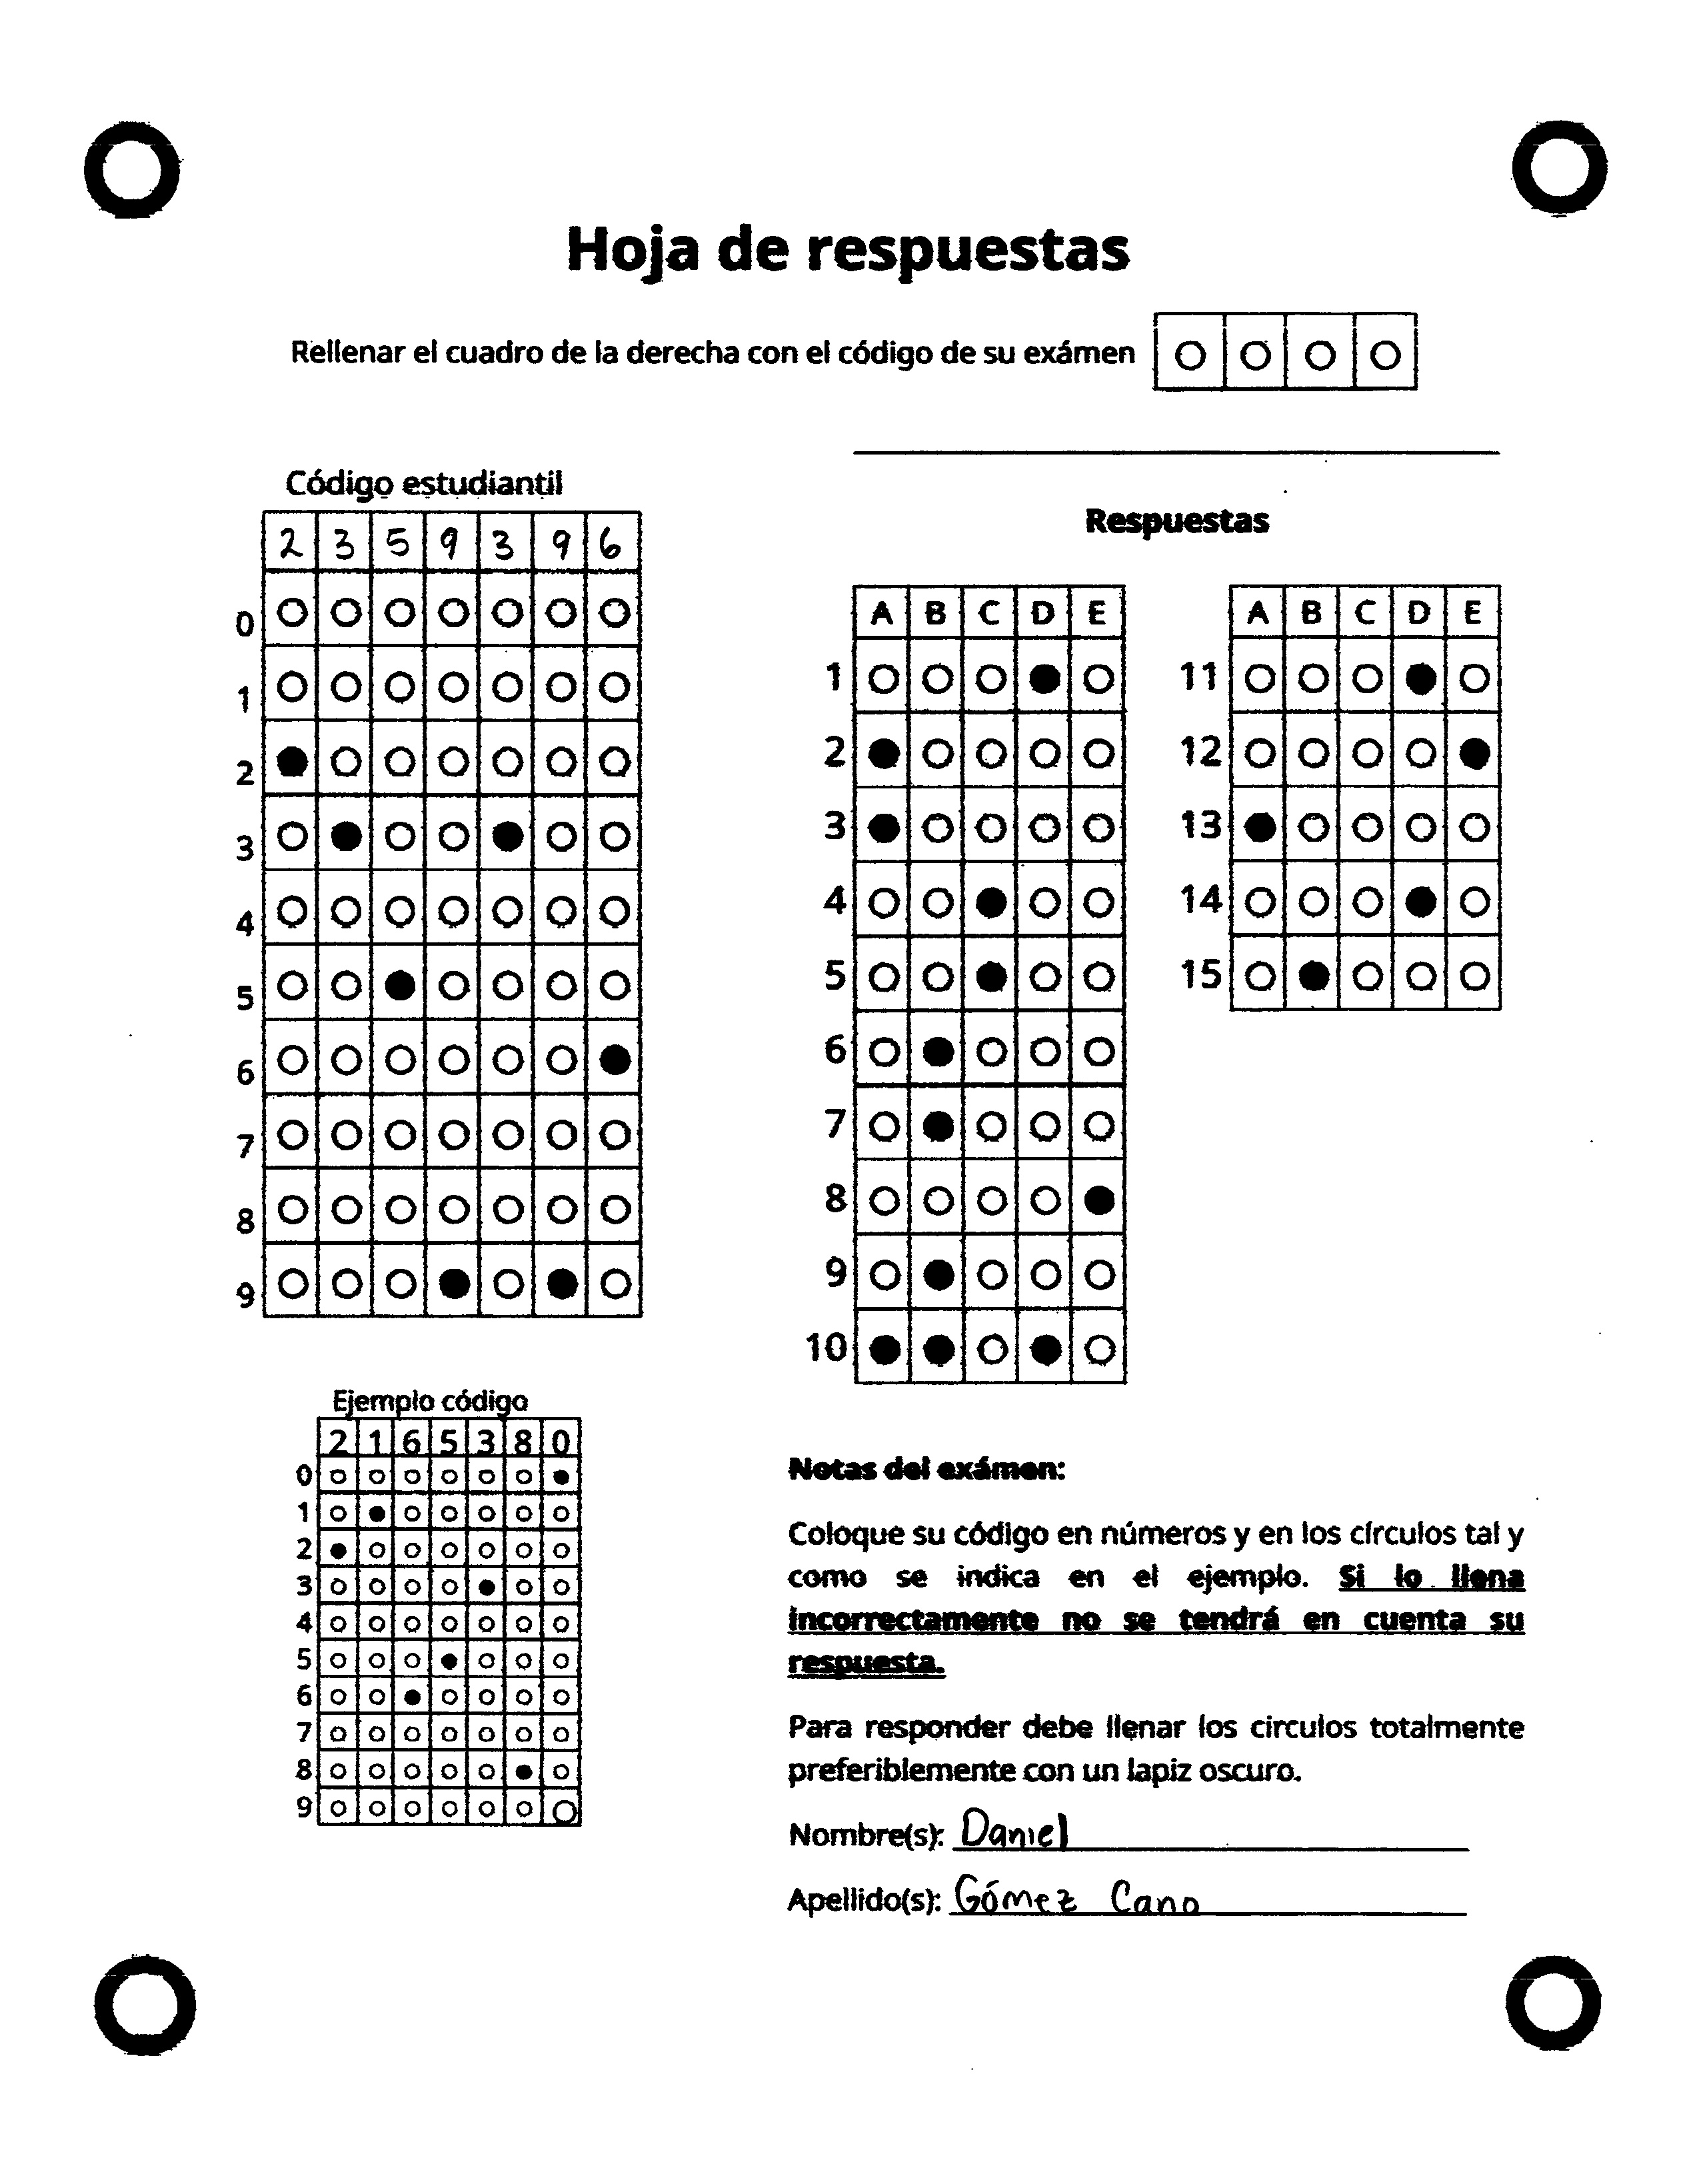 Hoja de respuestas
Rellenar el cuadro de la derecha con el código de su exámen
Código estudiantil
2 3 5 9 3 9 6
0
1
2
3
4
5
6
7
8
9
Ejemplo código
2 1 6 5 3 8 0
0
1
2
3
4
5
6
7
8
9
Respuestas
A B C D E
1
2
3
4
5
6
7
8
9
10
A B C D E
11
12
13
14
15
Notas del exámen:
Coloque su código en números y en los círculos tal y
como se indica en el ejemplo. Si lo llena
incorrectamente no se tendrá en cuenta su
respuesta.
Para responder debe llenar los circulos totalmente
preferiblemente con un lapiz oscuro.
Nombre(s): Daniel
Apellido(s): Gómez Cano